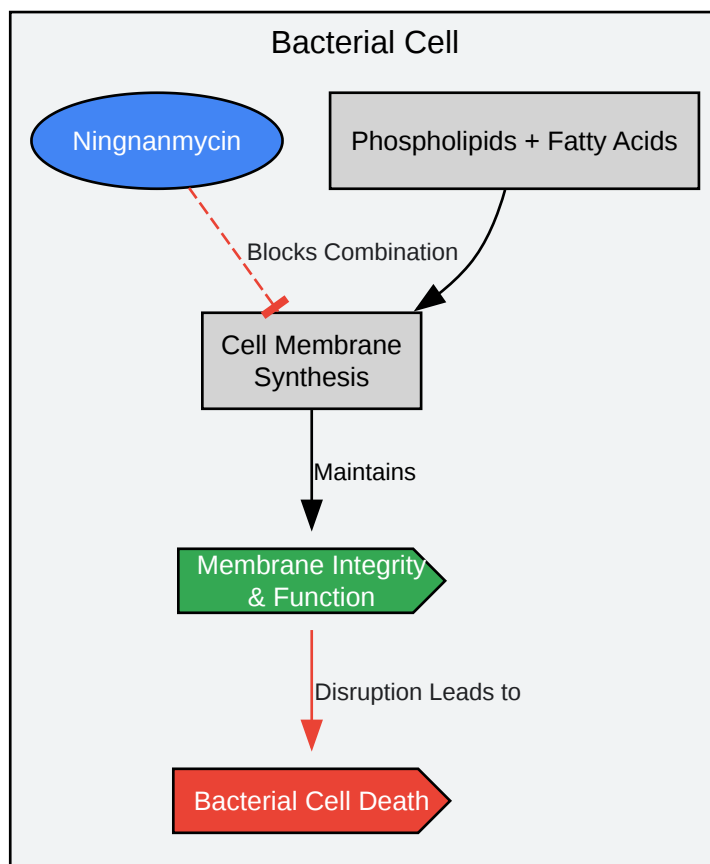 Bacterial Cell
Ningnanmycin
Phospholipids + Fatty Acids
Blocks Combination
Cell Membrane
Synthesis
Maintains
Membrane Integrity
& Function
Disruption Leads to
Bacterial Cell Death